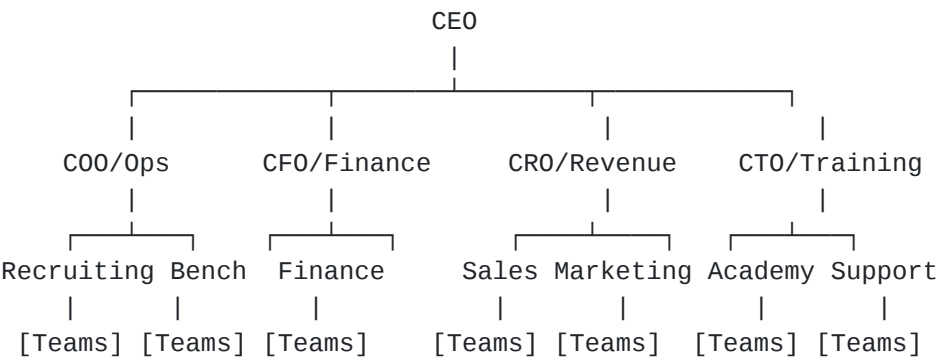 CEO
COO/Ops CFO/Finance CRO/Revenue CTO/Training
Recruiting Bench Finance Sales Marketing Academy Support
[Teams] [Teams] [Teams] [Teams] [Teams] [Teams] [Teams]